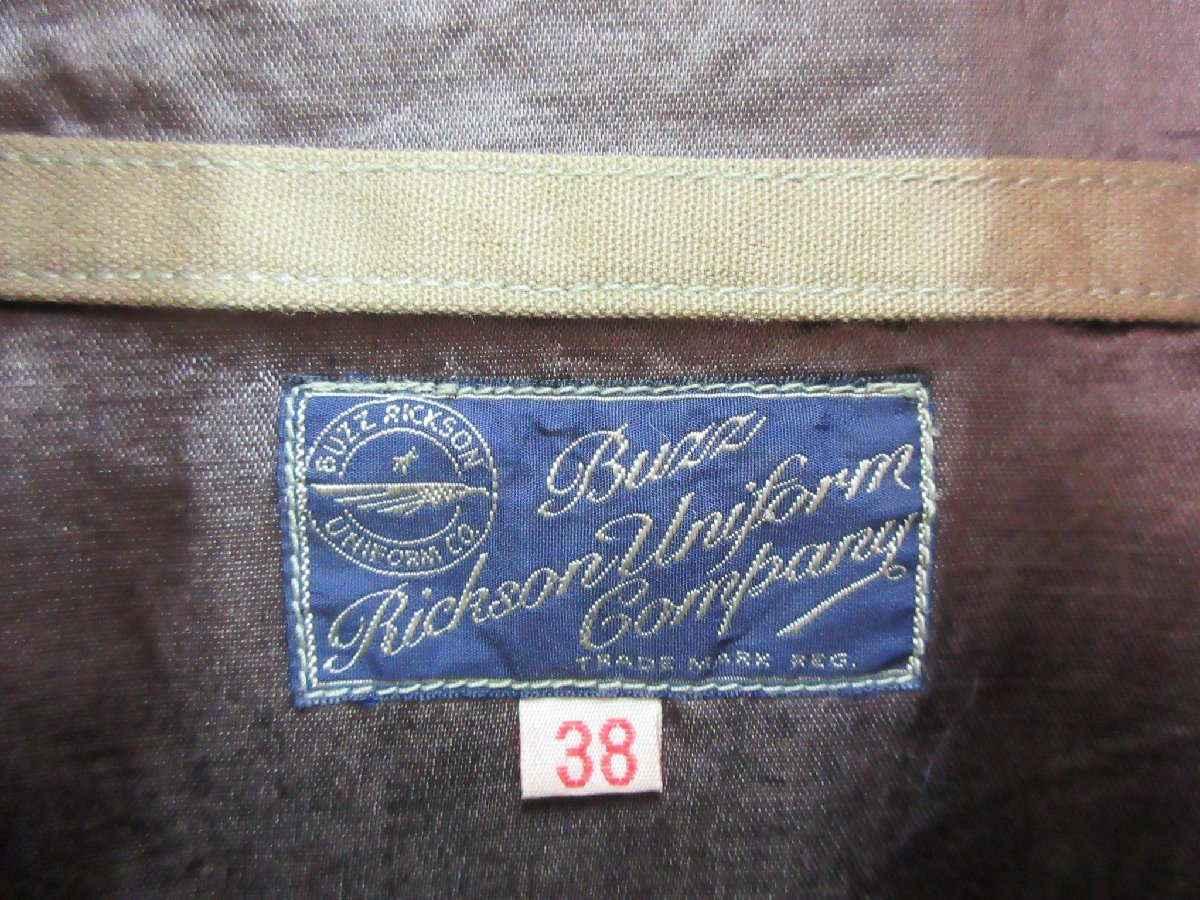 BUZZ RICKSON
UNIFORM CO.
Buzz
Rickson Uniform
Company
TRADE MARK REG.
38